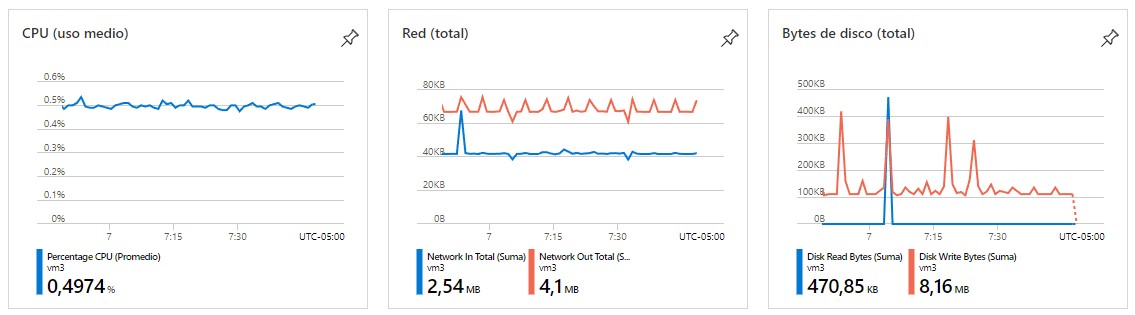 CPU (uso medio)
0.6%
0.5%
0.4%
0.3%
0.2%
0.1%
0%
7 7:15 7:30 UTC-05:00
Percentage CPU (Promedio)
vm3
0,4974 %
Red (total)
80KB
60KB
40KB
20KB
0B
7 7:15 7:30 UTC-05:00
Network In Total (Suma) Network Out Total (S...
vm3 vm3
2,54 MB 4,1 MB
Bytes de disco (total)
500KB
400KB
300KB
200KB
100KB
0B
7 7:15 7:30 UTC-05:00
Disk Read Bytes (Suma) Disk Write Bytes (Suma)
vm3 vm3
470,85 KB 8,16 MB